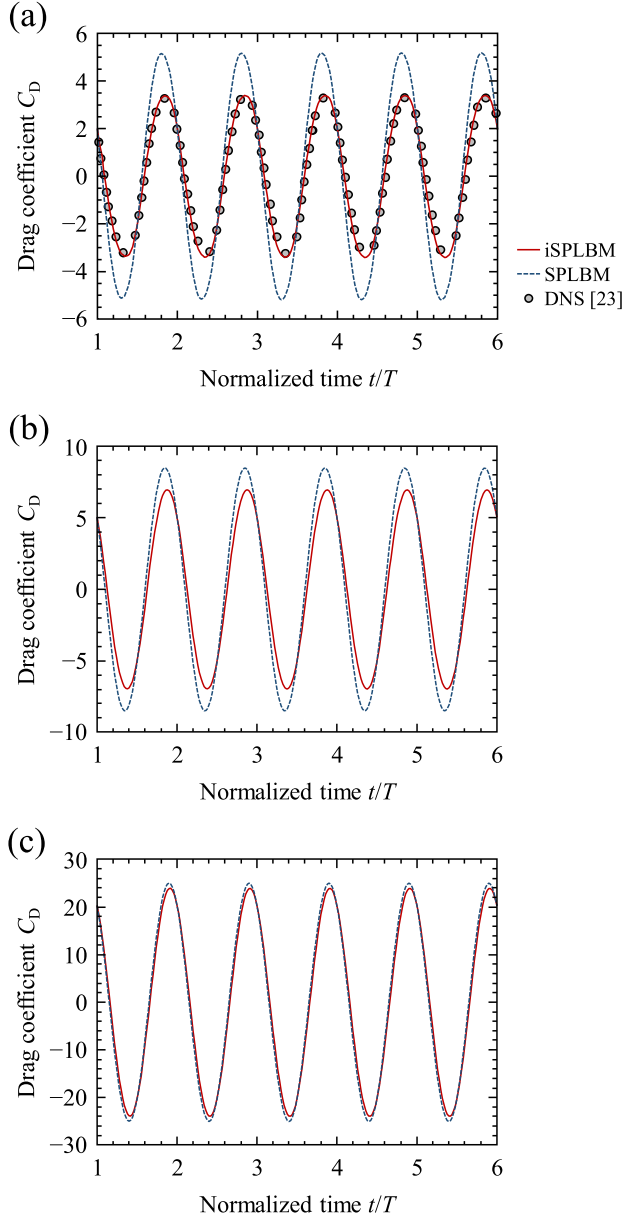 (a)
6
4
2
0
−2
−4
−6
Drag coefficient C_D
1 2 3 4 5 6
Normalized time t/T
iSPLBM
SPLBM
DNS [23]
(b)
10
5
0
−5
−10
Drag coefficient C_D
1 2 3 4 5 6
Normalized time t/T
(c)
30
20
10
0
−10
−20
−30
Drag coefficient C_D
1 2 3 4 5 6
Normalized time t/T